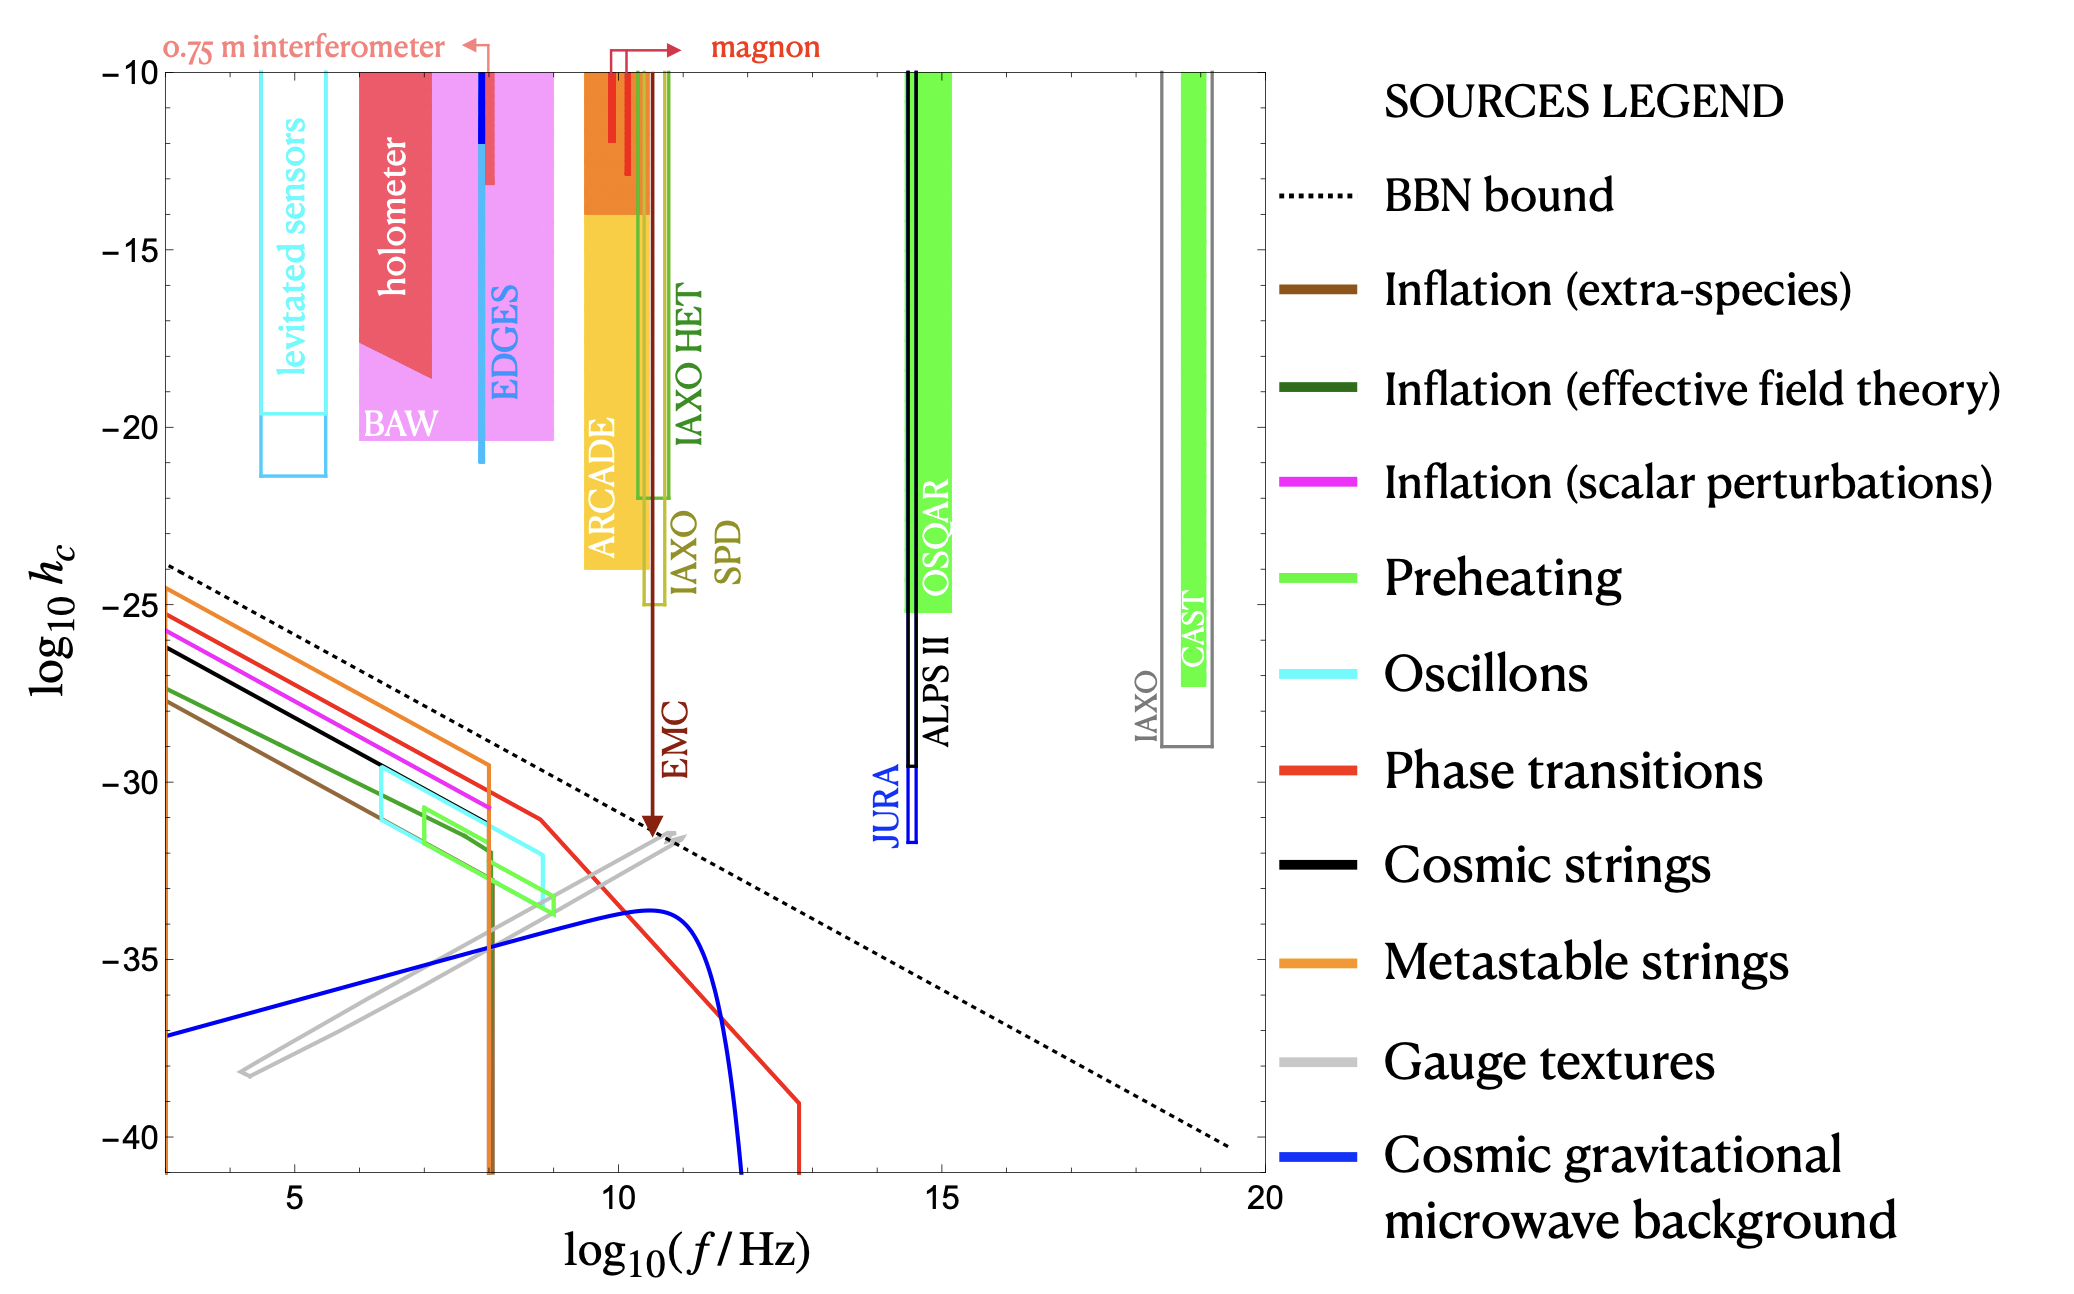 0.75 m interferometer
magnon
−10
−15
−20
−25
−30
−35
−40
log10 hc
levitated sensors
holometer
BAW
EDGES
ARCADE
IAXO HET
IAXO
SPD
EMC
OSQAR
ALPS II
JURA
CAST
IAXO
5
10
15
20
log10(f/Hz)
SOURCES LEGEND
BBN bound
Inflation (extra-species)
Inflation (effective field theory)
Inflation (scalar perturbations)
Preheating
Oscillons
Phase transitions
Cosmic strings
Metastable strings
Gauge textures
Cosmic gravitational
microwave background